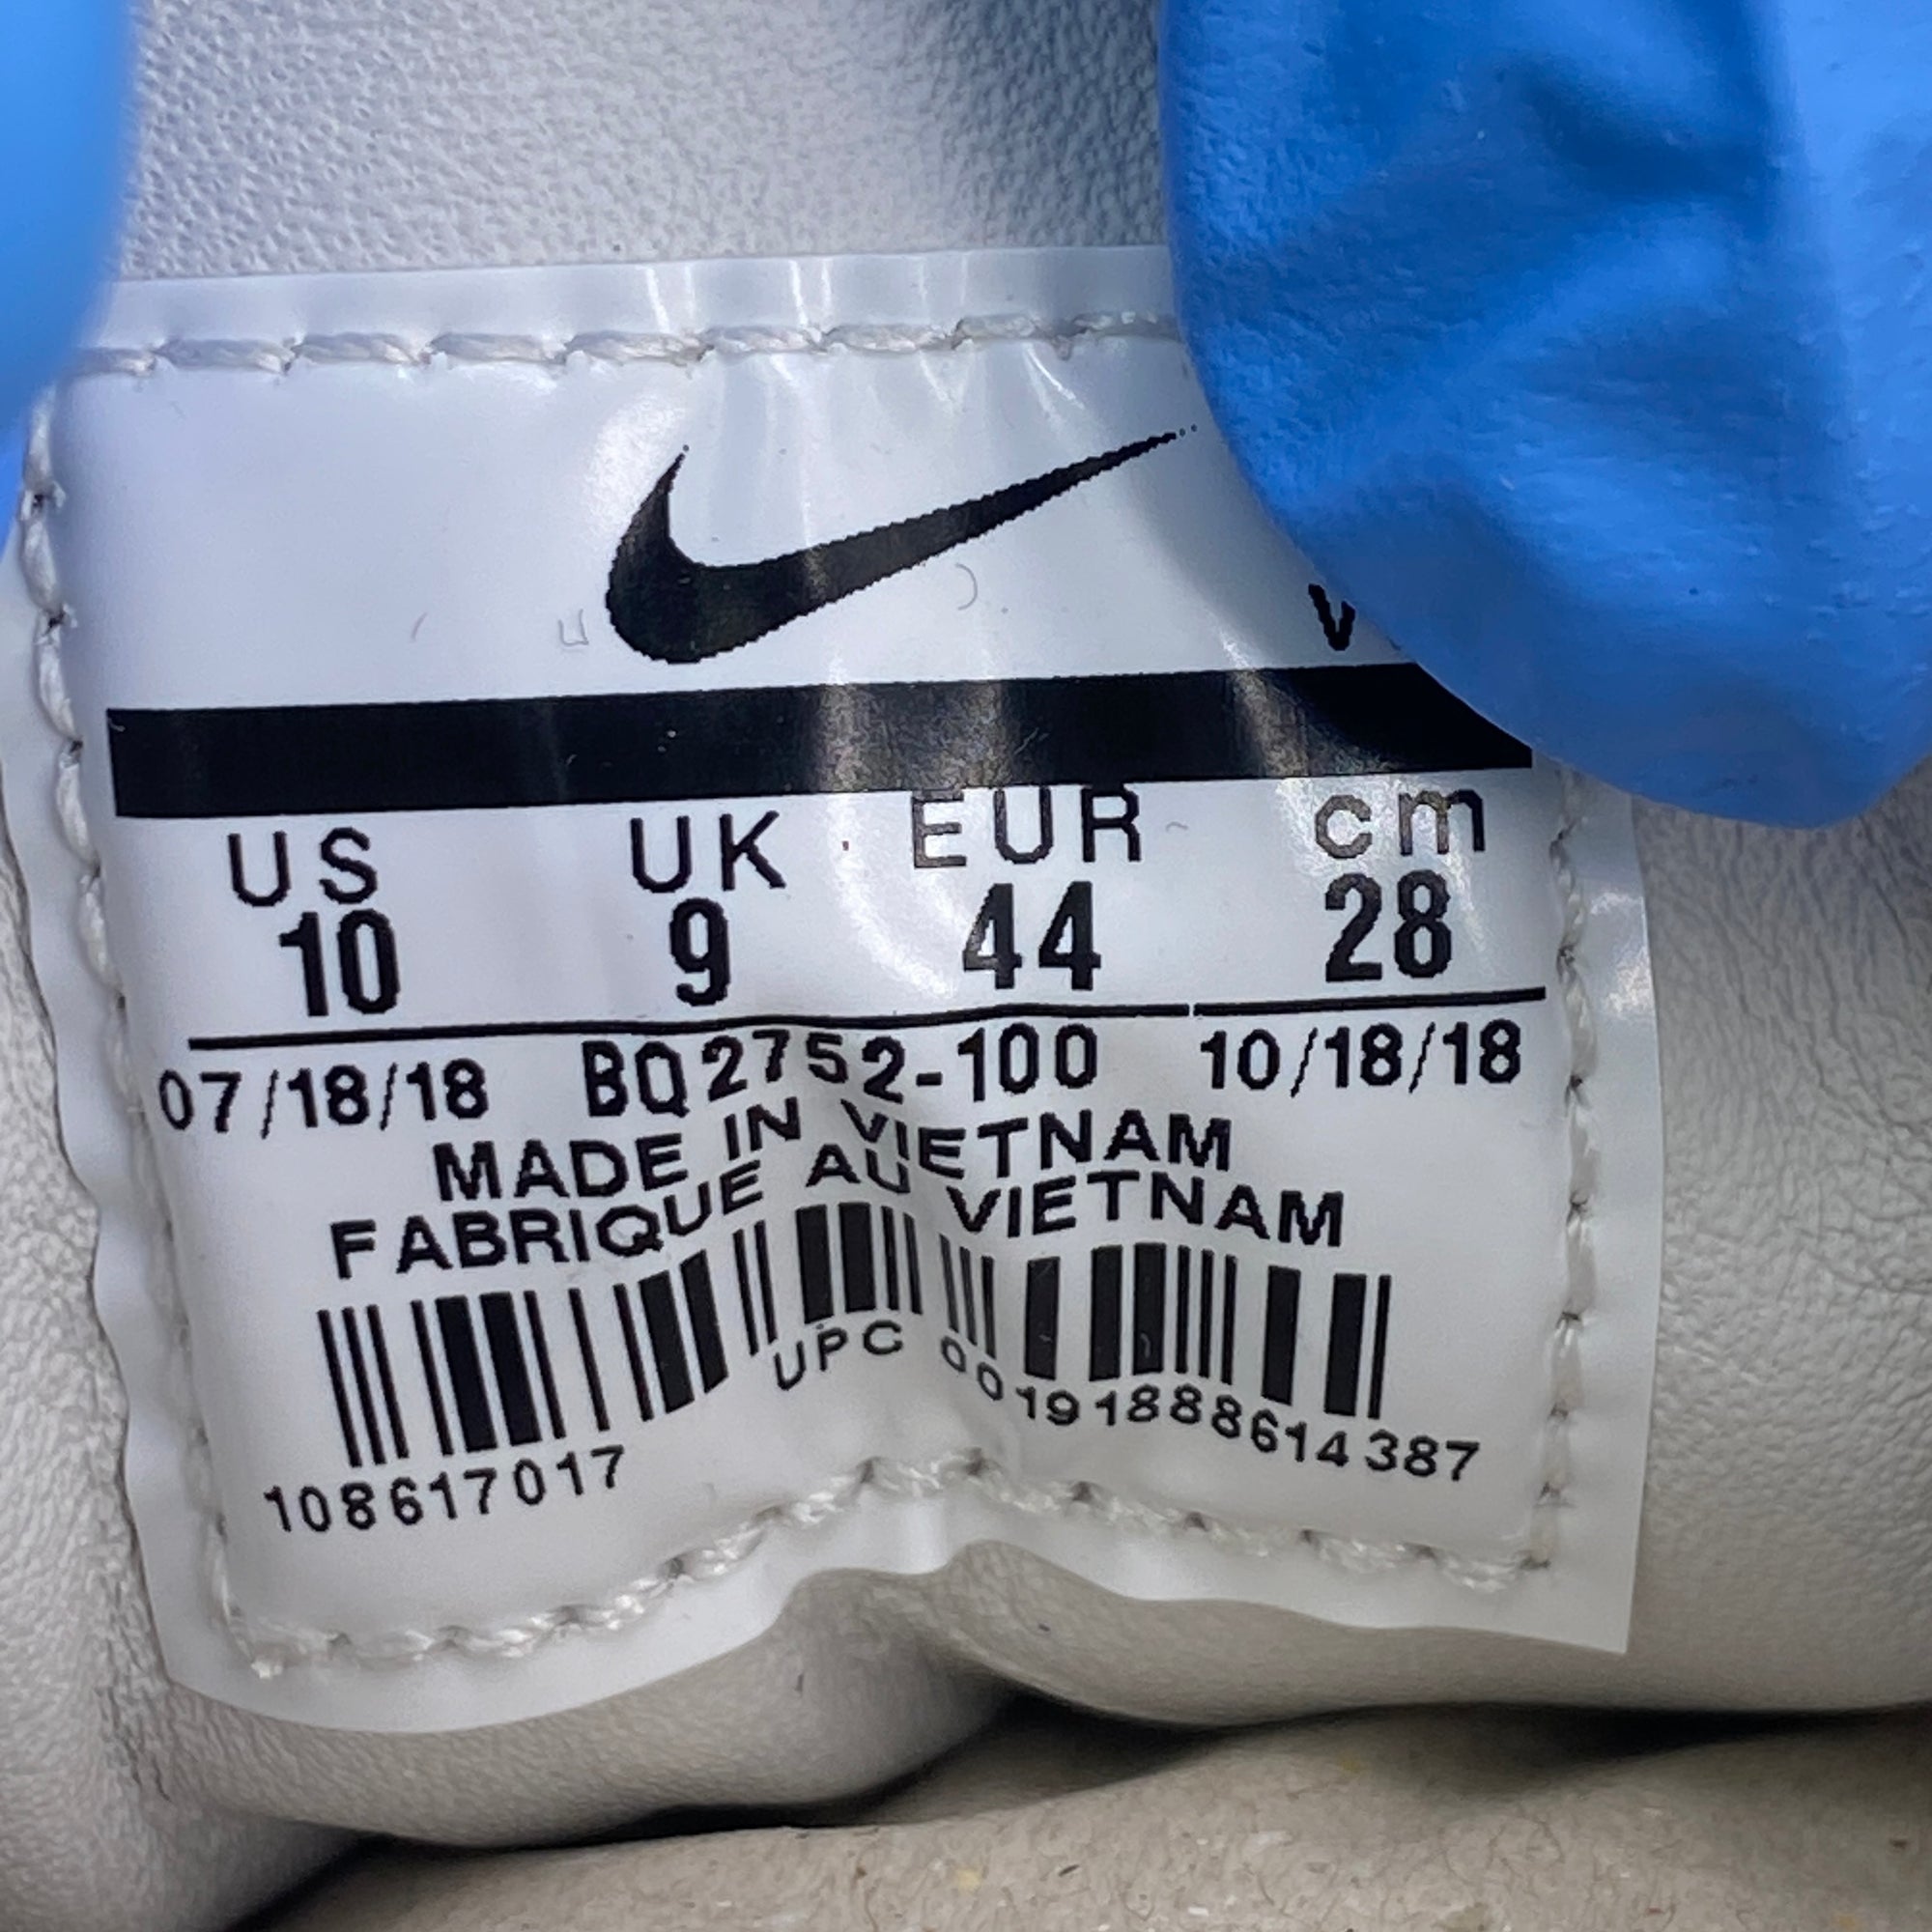 V
US UK EUR cm
10 9 44 28
07/18/18 BQ2752-100 10/18/18
MADE IN VIETNAM
FABRIQUE AU VIETNAM
UPC 00191888614387
108617017